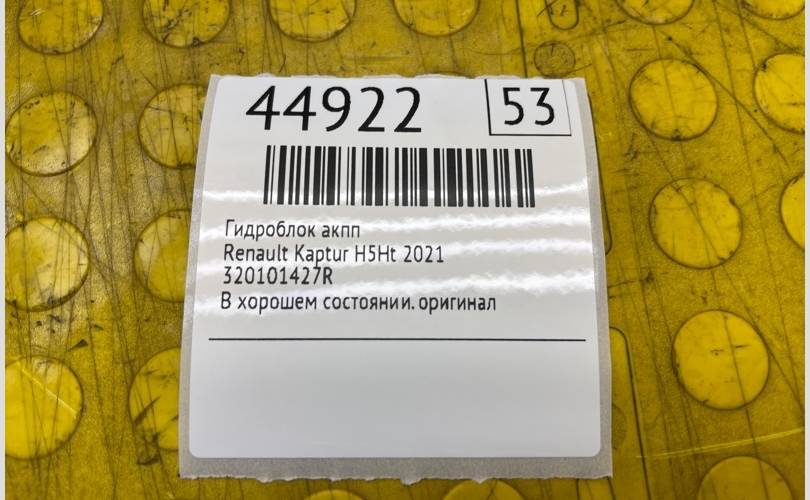 44922
53
Гидроблок акпп
Renault Kaptur H5Ht 2021
320101427R
В хорошем состоянии. оригинал